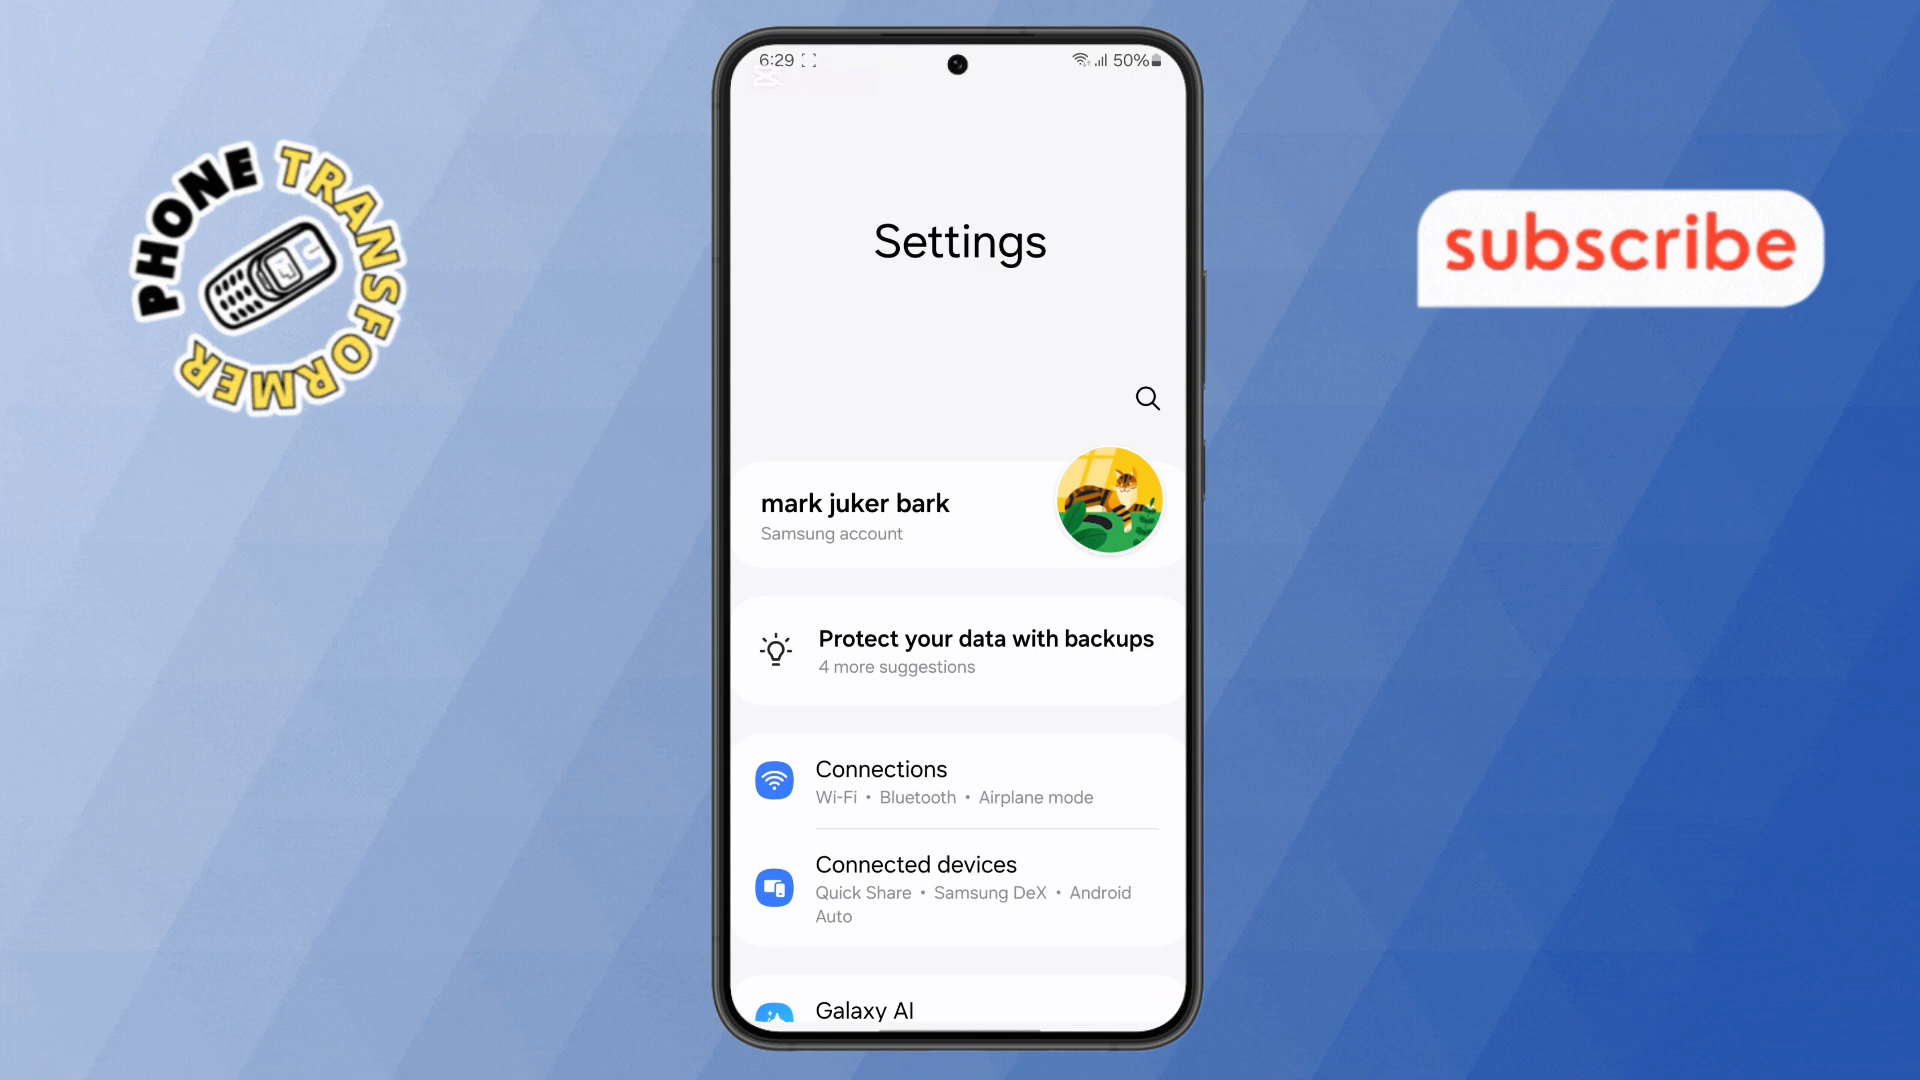 PHONE TRANSFORMER
subscribe
6:29
50%
Settings
mark juker bark
Samsung account
Protect your data with backups
4 more suggestions
Connections
Wi-Fi • Bluetooth • Airplane mode
Connected devices
Quick Share • Samsung DeX • Android
Auto
Galaxy AI